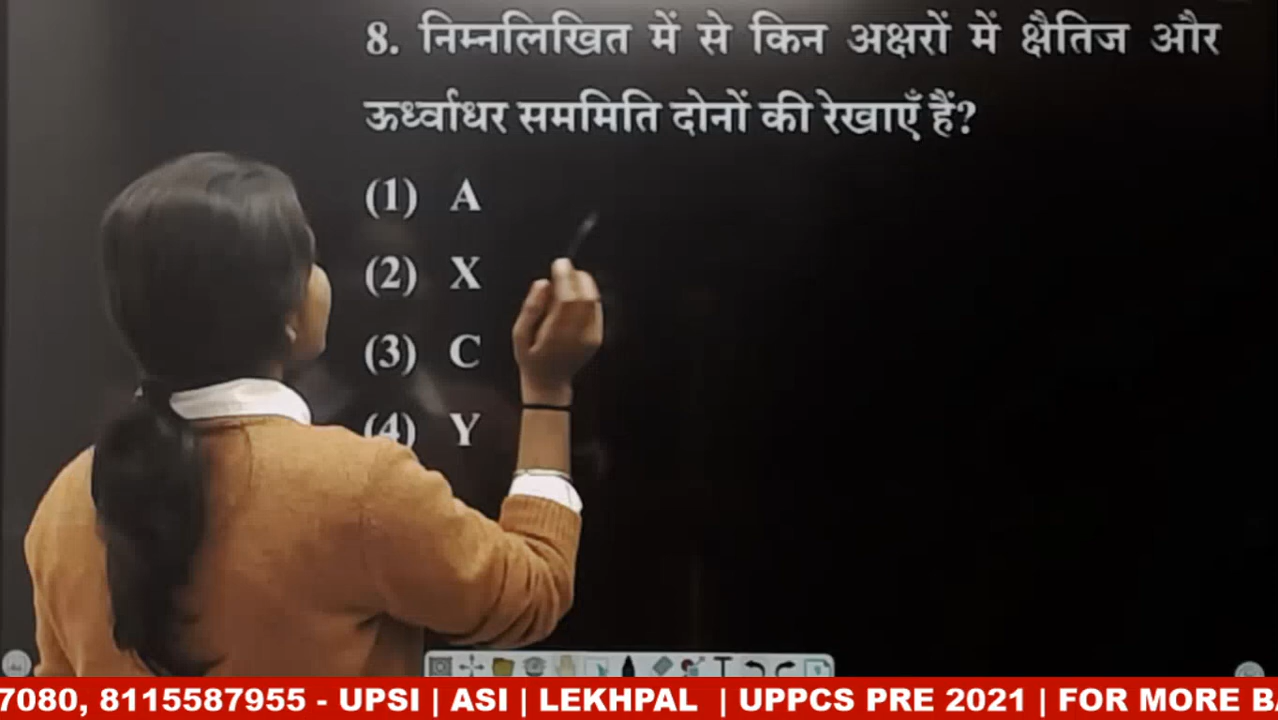 8. निम्नलिखित में से किन अक्षरों में क्षैतिज और
ऊर्ध्वाधर सममिति दोनों की रेखाएँ हैं?
(1) A
(2) X
(3) C
(4) Y
7080, 8115587955 - UPSI | ASI | LEKHPAL | UPPCS PRE 2021 | FOR MORE BA